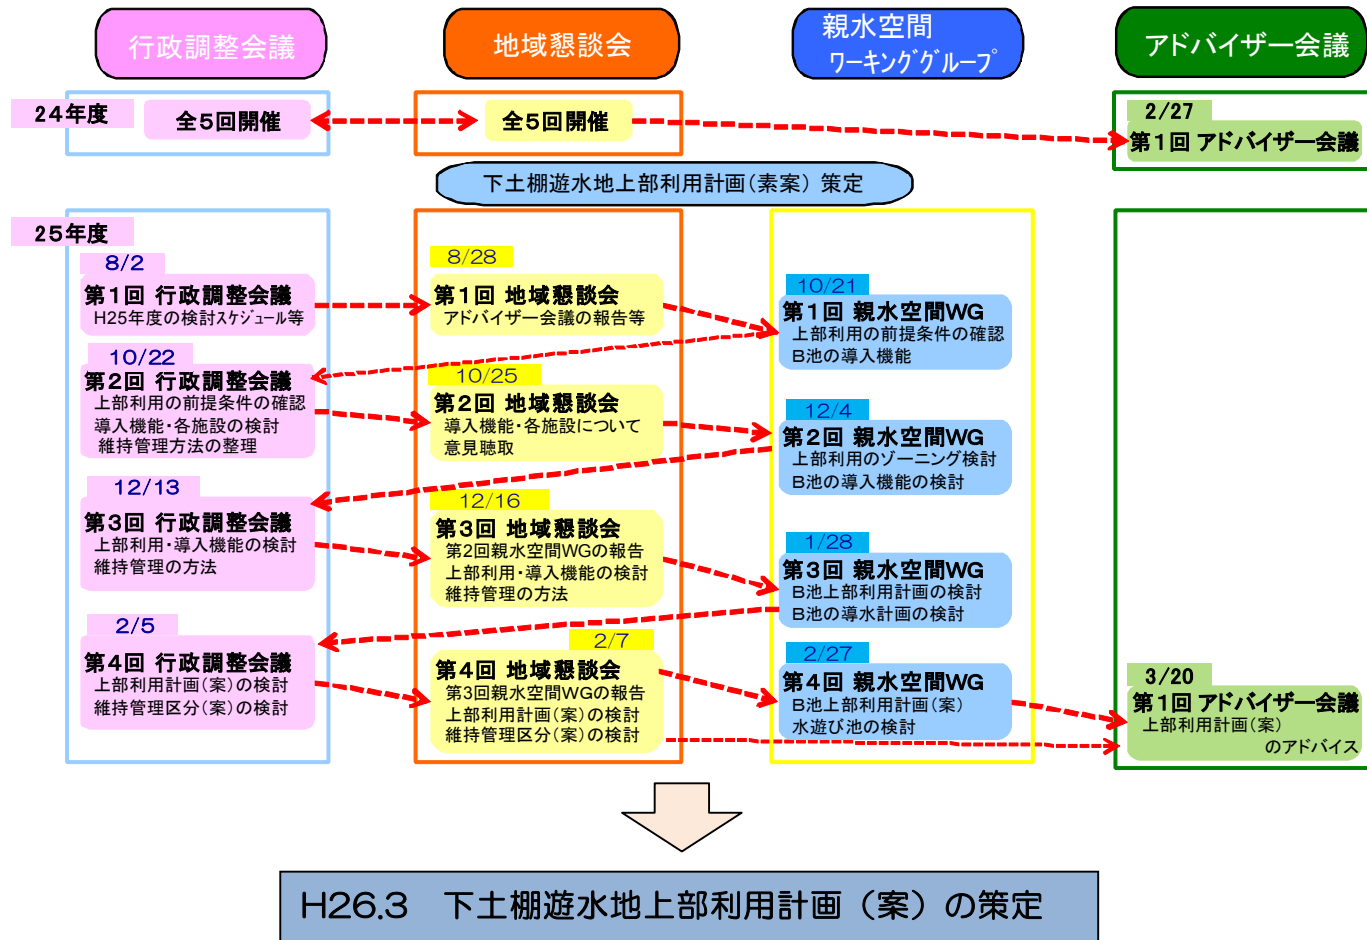 行政調整会議
地域懇談会
親水空間
ワーキンググループ
アドバイザー会議
24年度
全5回開催
全5回開催
2/27
第1回 アドバイザー会議
下土棚遊水地上部利用計画(素案) 策定
25年度
8/2
第1回 行政調整会議
H25年度の検討スケジュール等
10/22
第2回 行政調整会議
上部利用の前提条件の確認
導入機能・各施設の検討
維持管理方法の整理
12/13
第3回 行政調整会議
上部利用・導入機能の検討
維持管理の方法
2/5
第4回 行政調整会議
上部利用計画(案)の検討
維持管理区分(案)の検討
8/28
第1回 地域懇談会
アドバイザー会議の報告等
10/25
第2回 地域懇談会
導入機能・各施設について
意見聴取
12/16
第3回 地域懇談会
第2回親水空間WGの報告
上部利用・導入機能の検討
維持管理の方法
2/7
第4回 地域懇談会
第3回親水空間WGの報告
上部利用計画(案)の検討
維持管理区分(案)の検討
10/21
第1回 親水空間WG
上部利用の前提条件の確認
B池の導入機能
12/4
第2回 親水空間WG
上部利用のゾーニング検討
B池の導入機能の検討
1/28
第3回 親水空間WG
B池上部利用計画の検討
B池の導水計画の検討
2/27
第4回 親水空間WG
B池上部利用計画(案)
水遊び池の検討
3/20
第1回 アドバイザー会議
上部利用計画(案)
のアドバイス
H26.3 下土棚遊水地上部利用計画(案)の策定